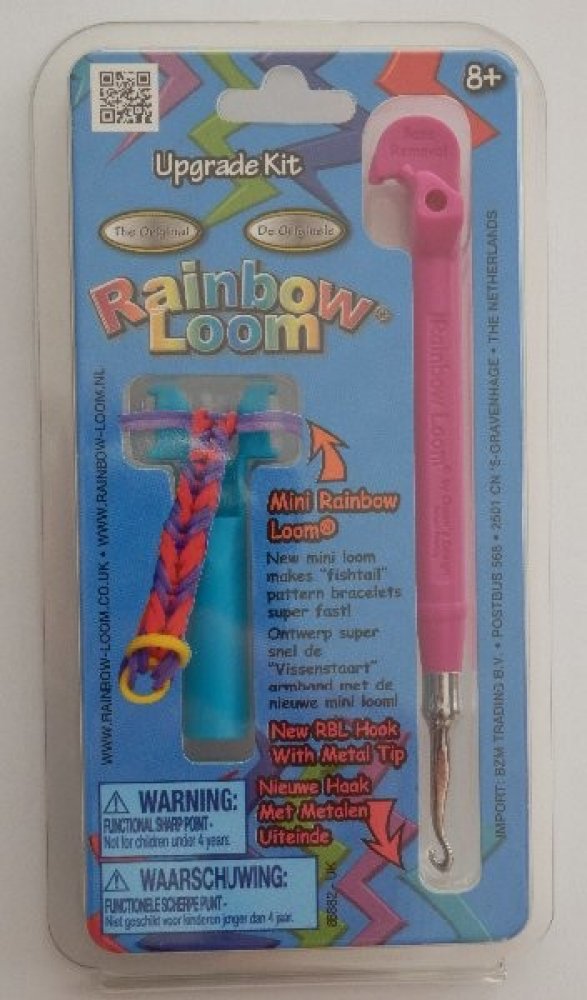 8+
Upgrade Kit
The Original
De Originele
Rainbow
Loom®
Removal
Rainbow Loom
Mini Rainbow
Loom®
New mini loom
makes "fishtail"
pattern bracelets
super fast!
Ontwerp super
snel de
"Vissenstaart"
armband met de
nieuwe mini loom!
New RBL Hook
With Metal Tip
Nieuwe Haak
Met Metalen
Uiteinde
WARNING:
FUNCTIONAL SHARP POINT -
Not for children under 4 years.
WAARSCHUWING:
FUNCTIONELE SCHERPE PUNT -
Niet geschikt voor kinderen jonger dan 4 jaar.
WWW.RAINBOW-LOOM.CO.UK • WWW.RAINBOW-LOOM.NL
IMPORT: BZM TRADING B.V. • POSTBUS 568 • 2501 CN 'S-GRAVENHAGE • THE NETHERLANDS